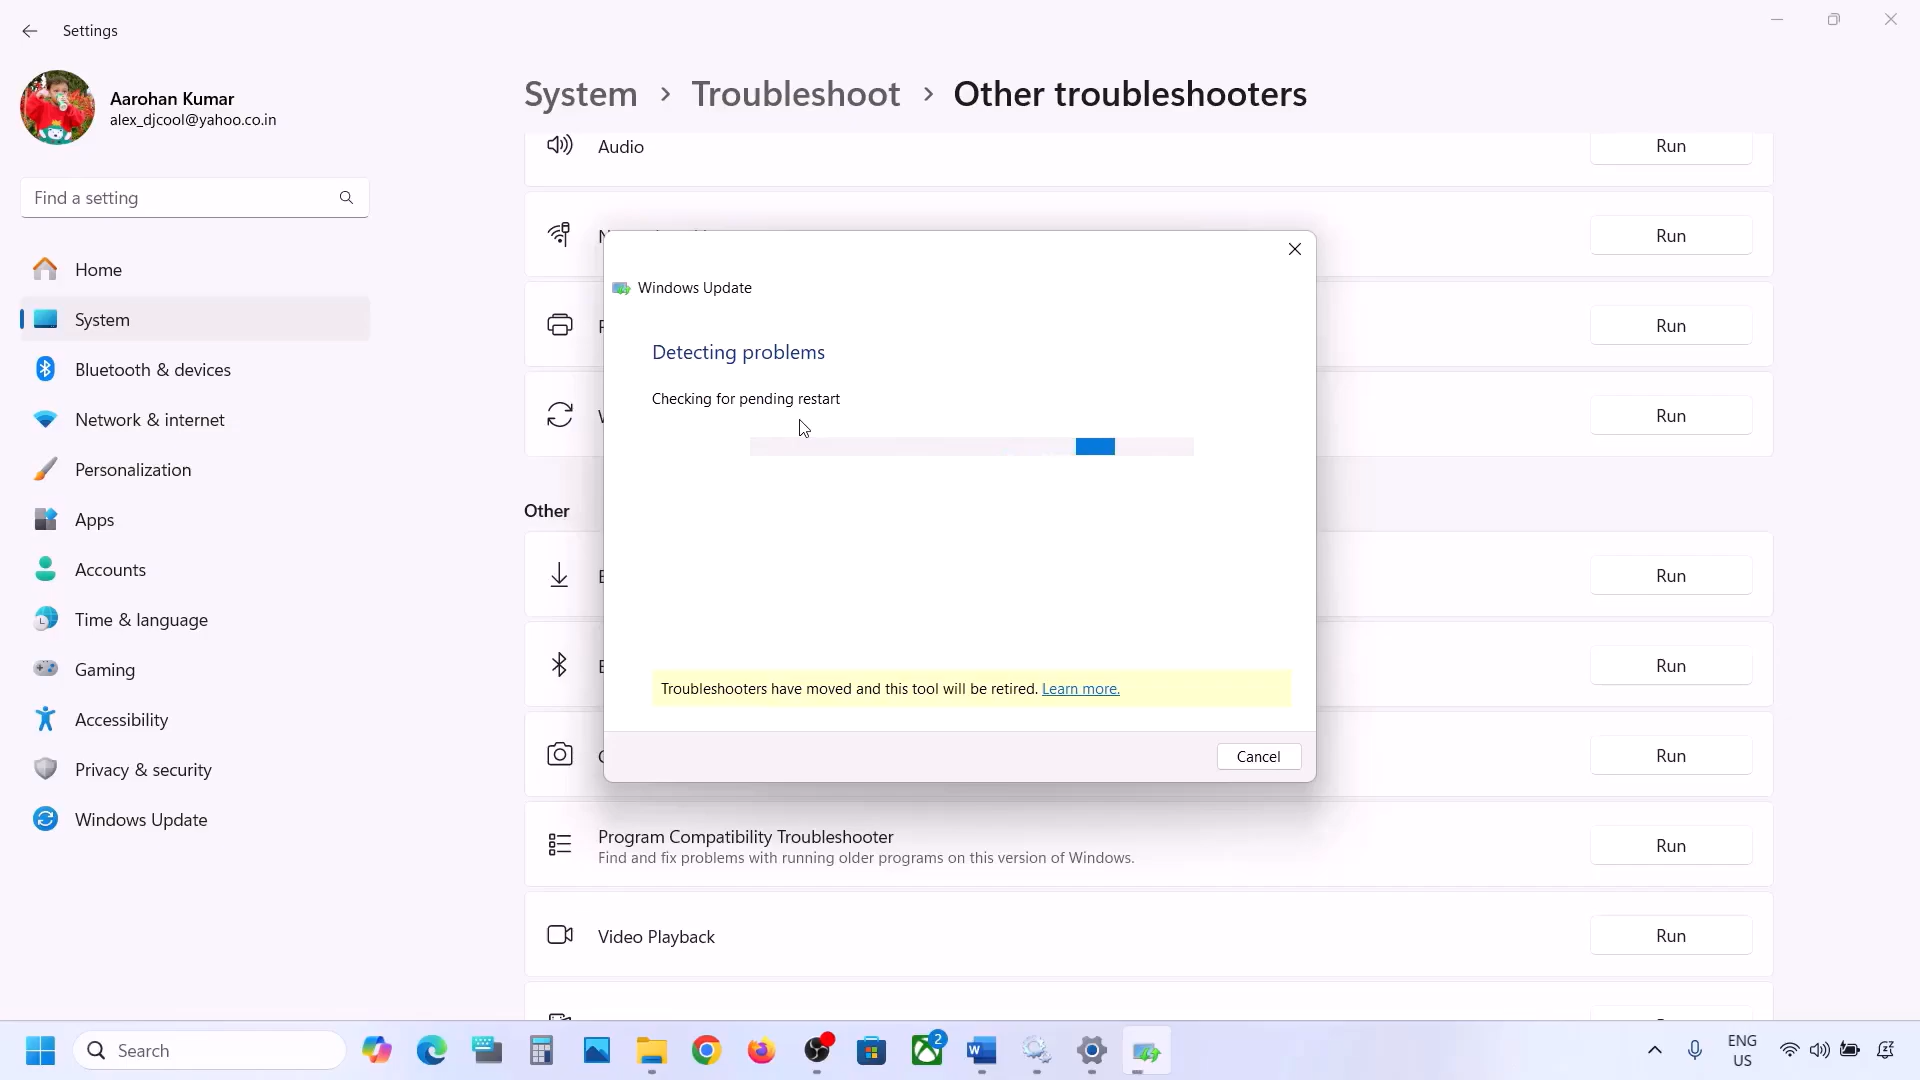 Settings
Aarohan Kumar
alex_djcool@yahoo.co.in
Find a setting
Home
System
Bluetooth & devices
Network & internet
Personalization
Apps
Accounts
Time & language
Gaming
Accessibility
Privacy & security
Windows Update
System > Troubleshoot > Other troubleshooters
Audio
Run
Run
Run
Run
Other
Run
Run
Run
Program Compatibility Troubleshooter
Find and fix problems with running older programs on this version of Windows.
Run
Video Playback
Run
Windows Update
Detecting problems
Checking for pending restart
Troubleshooters have moved and this tool will be retired. Learn more.
Cancel
Search
2
ENG
US